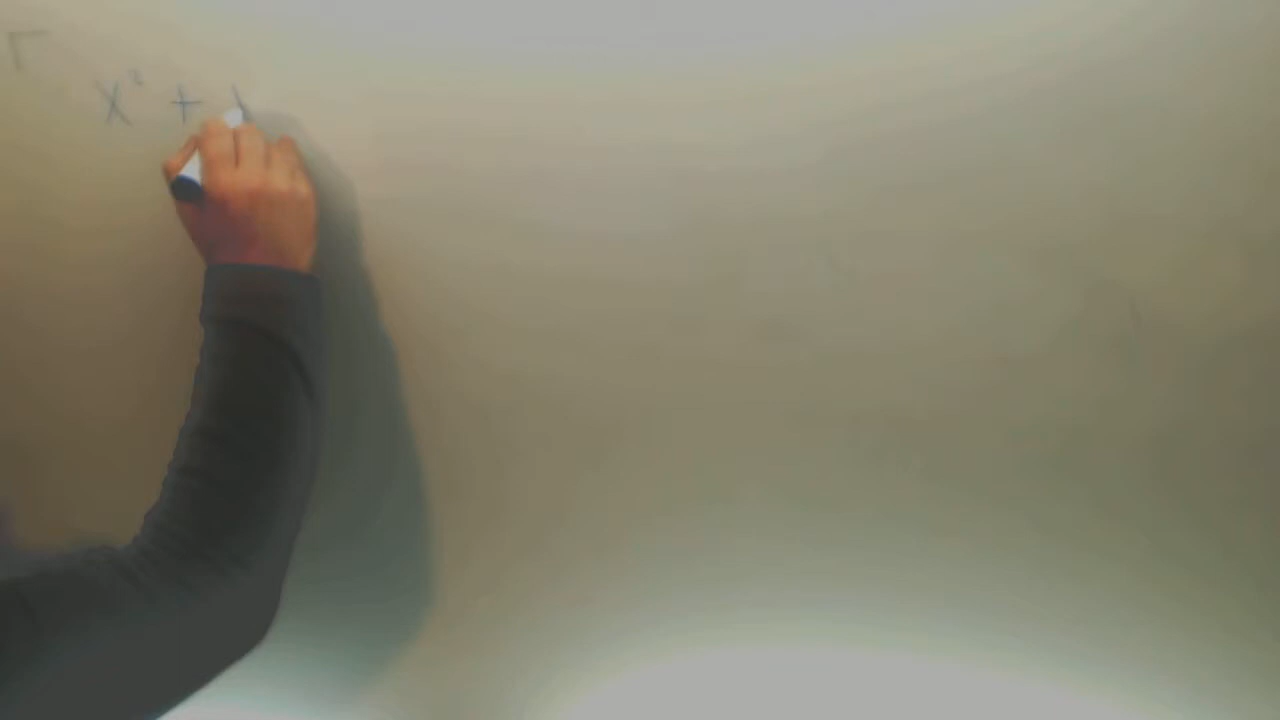 x² +